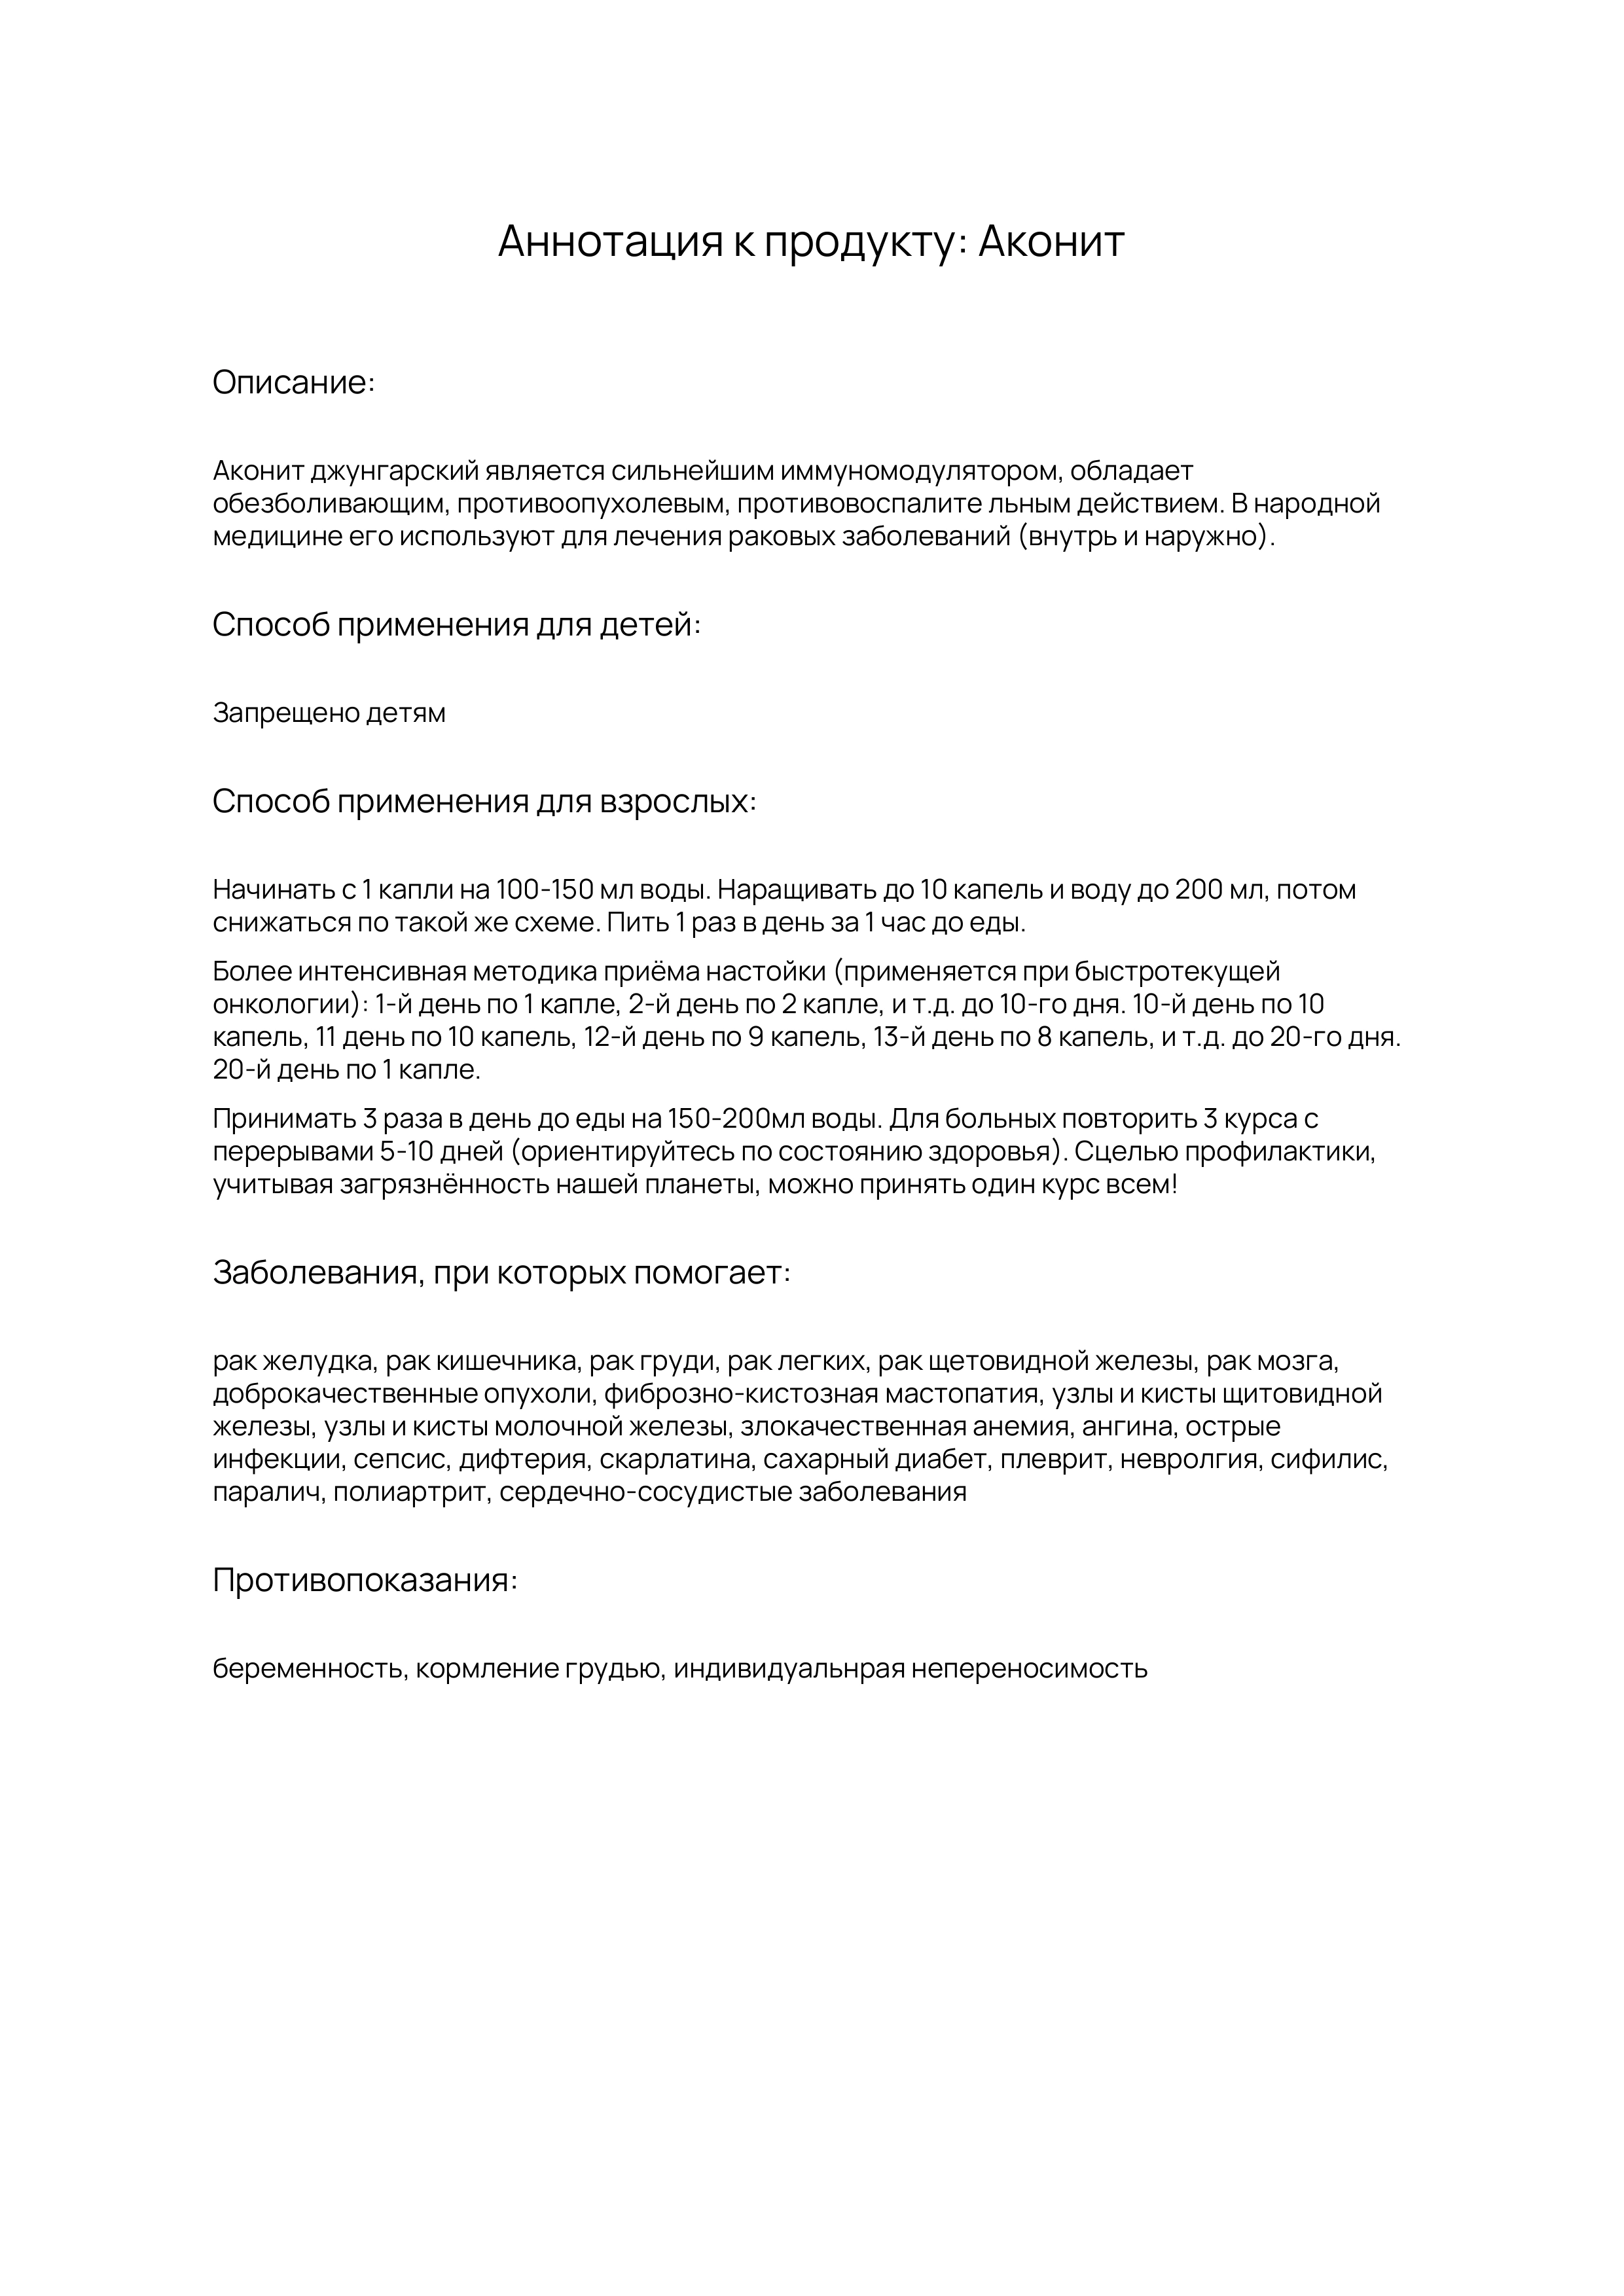 Аннотация к продукту: Аконит
Описание:
Аконит джунгарский является сильнейшим иммуномодулятором, обладает
обезболивающим, противоопухолевым, противовоспалите льным действием. В народной
медицине его используют для лечения раковых заболеваний (внутрь и наружно).
Способ применения для детей:
Запрещено детям
Способ применения для взрослых:
Начинать с 1 капли на 100-150 мл воды. Наращивать до 10 капель и воду до 200 мл, потом
снижаться по такой же схеме. Пить 1 раз в день за 1 час до еды.
Более интенсивная методика приёма настойки (применяется при быстротекущей
онкологии): 1-й день по 1 капле, 2-й день по 2 капле, и т.д. до 10-го дня. 10-й день по 10
капель, 11 день по 10 капель, 12-й день по 9 капель, 13-й день по 8 капель, и т.д. до 20-го дня.
20-й день по 1 капле.
Принимать 3 раза в день до еды на 150-200мл воды. Для больных повторить 3 курса с
перерывами 5-10 дней (ориентируйтесь по состоянию здоровья). Сцелью профилактики,
учитывая загрязнённость нашей планеты, можно принять один курс всем!
Заболевания, при которых помогает:
рак желудка, рак кишечника, рак груди, рак легких, рак щетовидной железы, рак мозга,
доброкачественные опухоли, фиброзно-кистозная мастопатия, узлы и кисты щитовидной
железы, узлы и кисты молочной железы, злокачественная анемия, ангина, острые
инфекции, сепсис, дифтерия, скарлатина, сахарный диабет, плеврит, невролгия, сифилис,
паралич, полиартрит, сердечно-сосудистые заболевания
Противопоказания:
беременность, кормление грудью, индивидуальнрая непереносимость